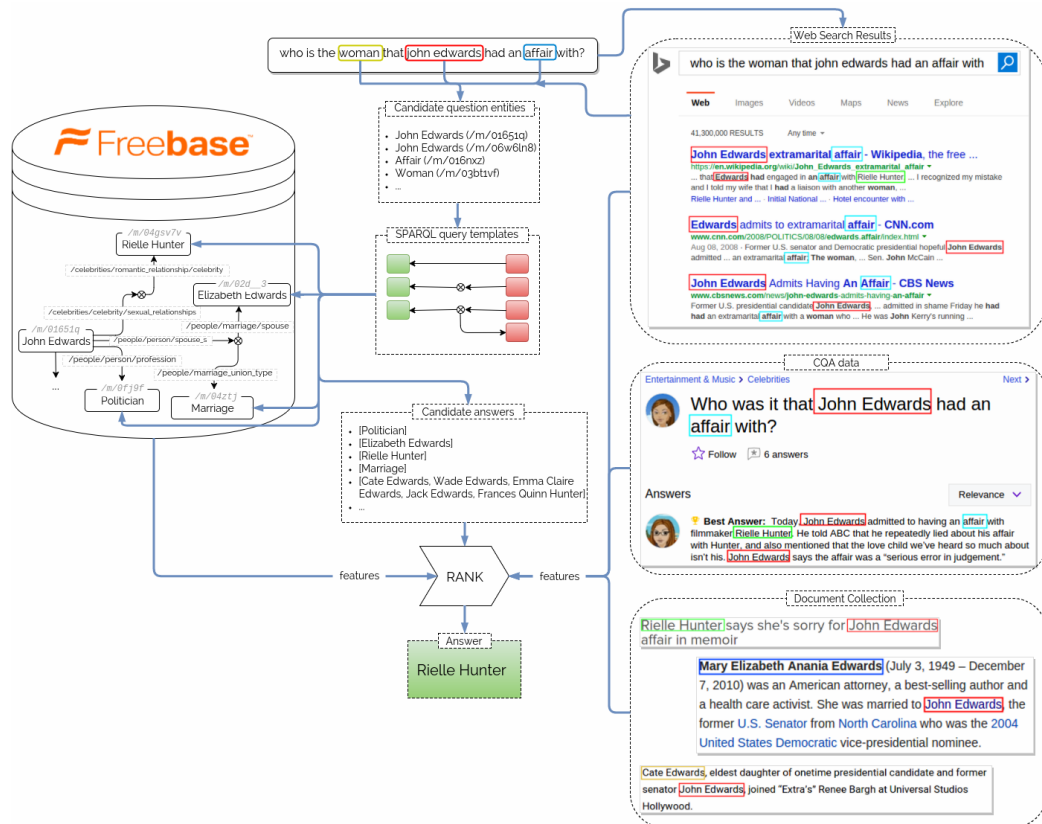 who is the woman that john edwards had an affair with?
Candidate question entities
• John Edwards (/m/01651q)
• John Edwards (/m/06w6ln8)
• Affair (/m/016nxz)
• Woman (/m/03bt1vf)
• ...
SPARQL query templates
Freebase™
/m/04gsv7v
Rielle Hunter
/celebrities/romantic_relationship/celebrity
/m/02d__3
Elizabeth Edwards
/celebrities/celebrity/sexual_relationships
/people/marriage/spouse
/m/01651q
John Edwards
/people/person/spouse_s
/people/person/profession
/people/marriage_union_type
...
/m/0fj9f
Politician
/m/04ztj
Marriage
Candidate answers
• [Politician]
• [Elizabeth Edwards]
• [Rielle Hunter]
• [Marriage]
• [Cate Edwards, Wade Edwards, Emma Claire
Edwards, Jack Edwards, Frances Quinn Hunter]
• ...
features
RANK
features
Answer
Rielle Hunter
Web Search Results
who is the woman that john edwards had an affair with
Web Images Videos Maps News Explore
41,300,000 RESULTS Any time
John Edwards extramarital affair - Wikipedia, the free ...
https://en.wikipedia.org/wiki/John_Edwards_extramarital_affair
... that Edwards had engaged in an affair with Rielle Hunter ... I recognized my mistake
and I told my wife that I had a liaison with another woman, ...
Rielle Hunter and ... · Initial National ... · Hotel encounter with ...
Edwards admits to extramarital affair - CNN.com
www.cnn.com/2008/POLITICS/08/08/edwards.affair/index.html
Aug 08, 2008 · Former U.S. senator and Democratic presidential hopeful John Edwards
admitted ... an extramarital affair. The woman, ... Sen. John McCain ...
John Edwards Admits Having An Affair - CBS News
www.cbsnews.com/news/john-edwards-admits-having-an-affair
Former U.S. presidential candidate John Edwards, ... admitted in shame Friday he had
had an extramarital affair with a woman who ... He was John Kerry's running ...
CQA data
Entertainment & Music > Celebrities Next >
Who was it that John Edwards had an
affair with?
Follow 6 answers
Answers Relevance
Best Answer: Today, John Edwards admitted to having an affair with
filmmaker Rielle Hunter. He told ABC that he repeatedly lied about his affair
with Hunter, and also mentioned that the love child we've heard so much about
isn't his. John Edwards says the affair was a "serious error in judgement."
Document Collection
Rielle Hunter says she's sorry for John Edwards
affair in memoir
Mary Elizabeth Anania Edwards (July 3, 1949 – December
7, 2010) was an American attorney, a best-selling author and
a health care activist. She was married to John Edwards, the
former U.S. Senator from North Carolina who was the 2004
United States Democratic vice-presidential nominee.
Cate Edwards, eldest daughter of onetime presidential candidate and former
senator John Edwards, joined "Extra's" Renee Bargh at Universal Studios
Hollywood.